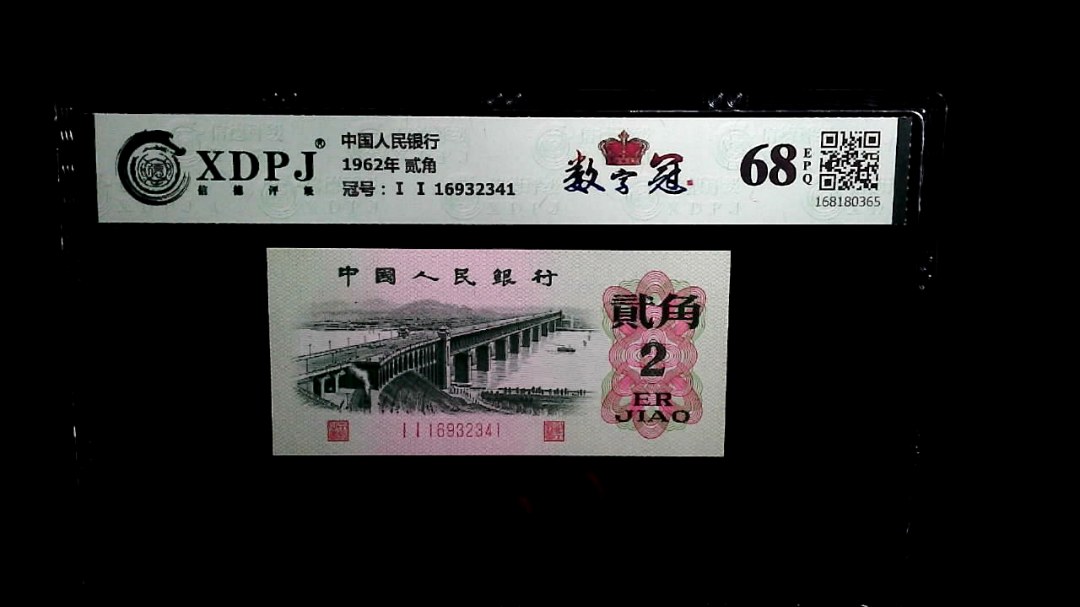 XDPJ®
信德评级
中国人民银行
1962年 贰角
冠号：I I 16932341
数字冠
68 EPQ
168180365
中國人民銀行
貳角
2
ER
JIAO
I I 16932341